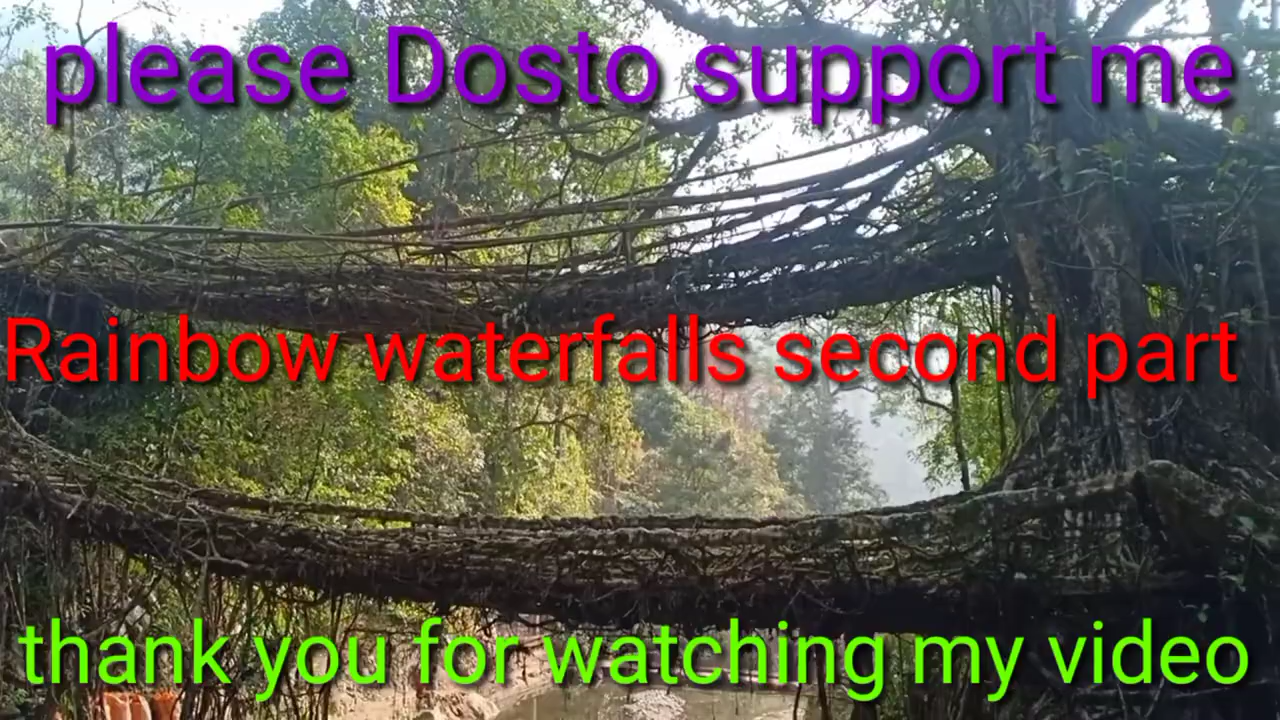 please Dosto support me
Rainbow waterfalls second part
thank you for watching my video